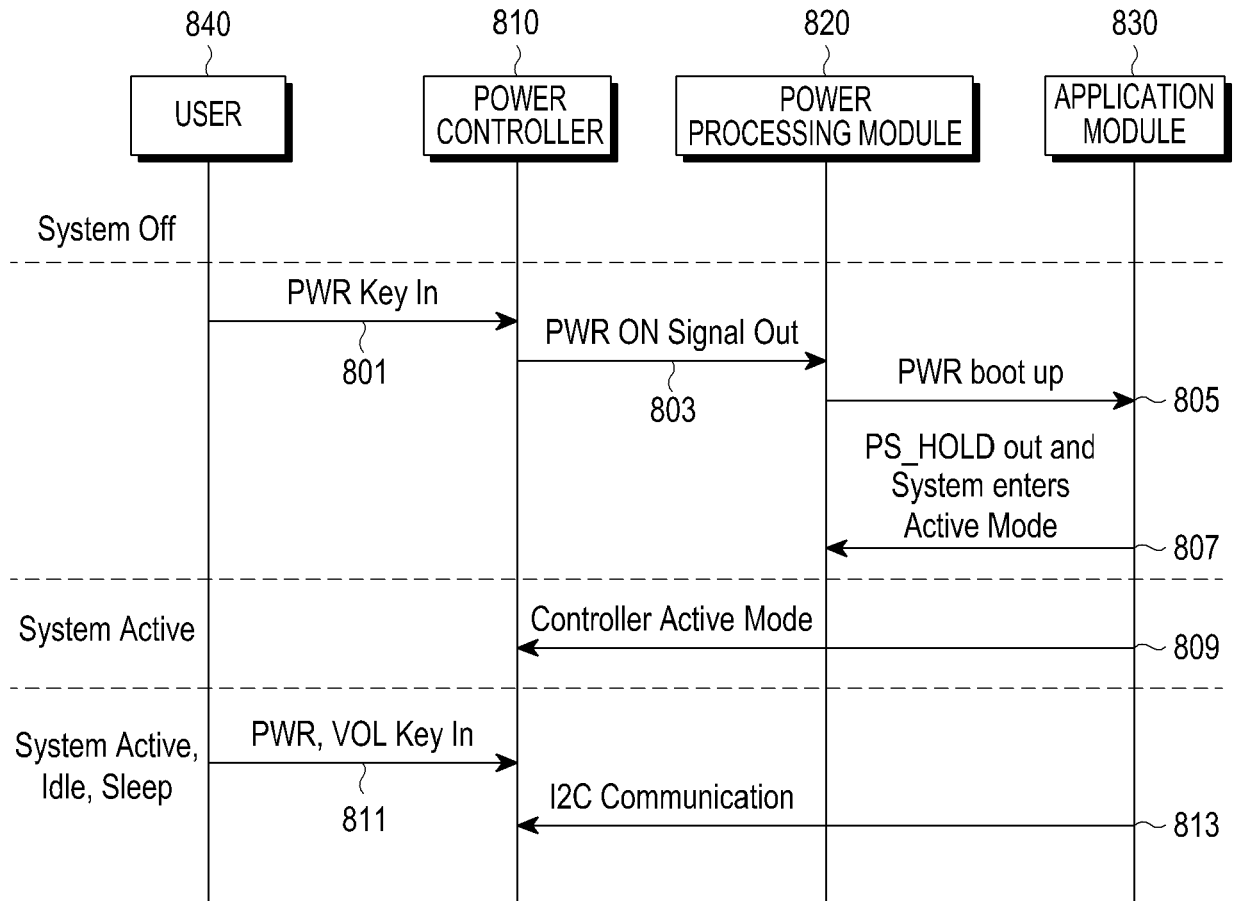 840
810
820
830
USER
POWER
CONTROLLER
POWER
PROCESSING MODULE
APPLICATION
MODULE
System Off
PWR Key In
801
PWR ON Signal Out
803
PWR boot up
805
PS_HOLD out and
System enters
Active Mode
807
System Active
Controller Active Mode
809
System Active,
Idle, Sleep
PWR, VOL Key In
811
I2C Communication
813